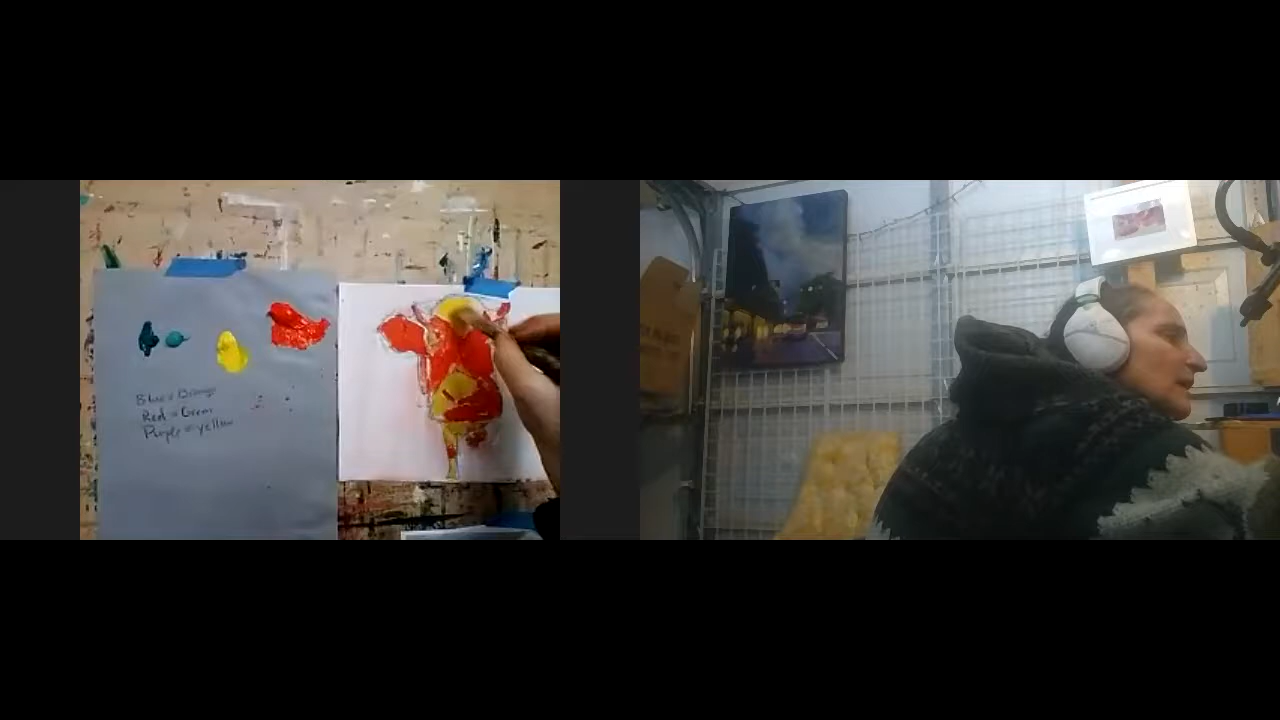 Blue = Orange
Red = Green
Purple = yellow